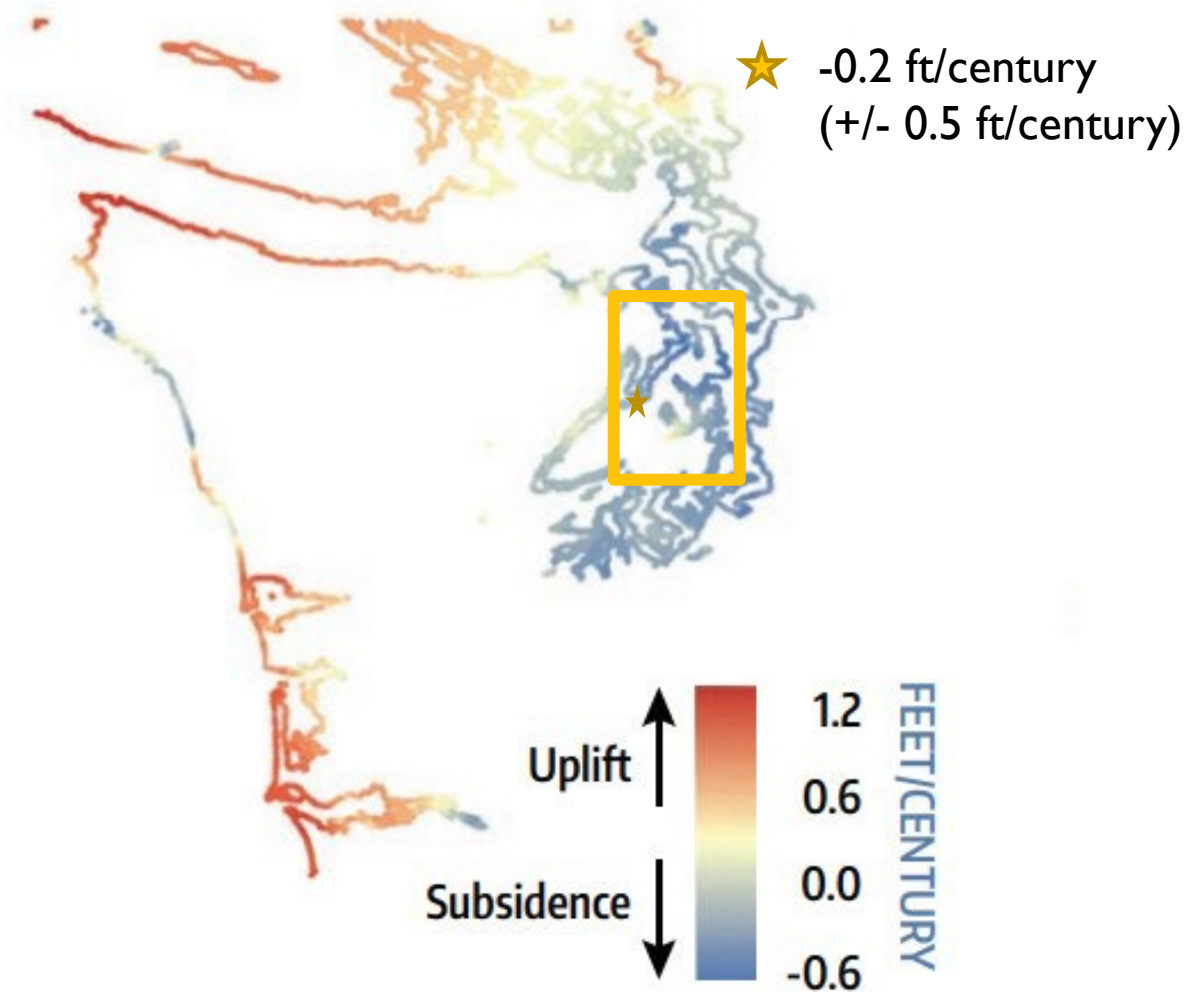 -0.2 ft/century
(+/- 0.5 ft/century)
Uplift
Subsidence
1.2
0.6
0.0
-0.6
FEET/CENTURY